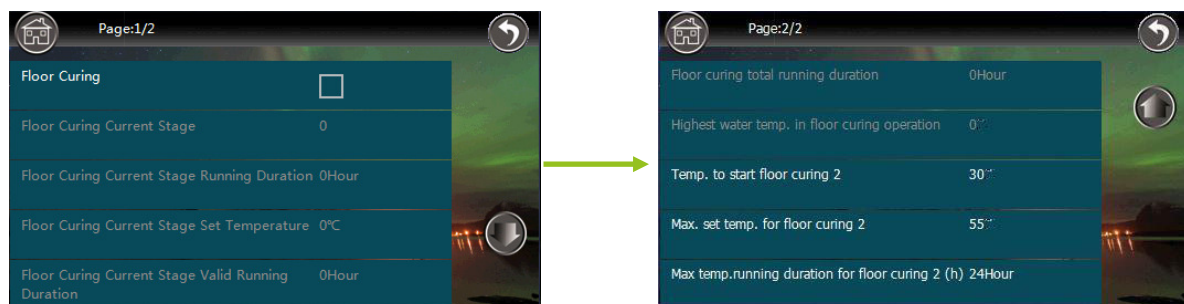 Page:1/2
Floor Curing
Floor Curing Current Stage 0
Floor Curing Current Stage Running Duration 0Hour
Floor Curing Current Stage Set Temperature 0℃
Floor Curing Current Stage Valid Running 0Hour
Duration
Page:2/2
Floor curing total running duration 0Hour
Highest water temp. in floor curing operation 0℃
Temp. to start floor curing 2 30℃
Max. set temp. for floor curing 2 55℃
Max temp.running duration for floor curing 2 (h) 24Hour